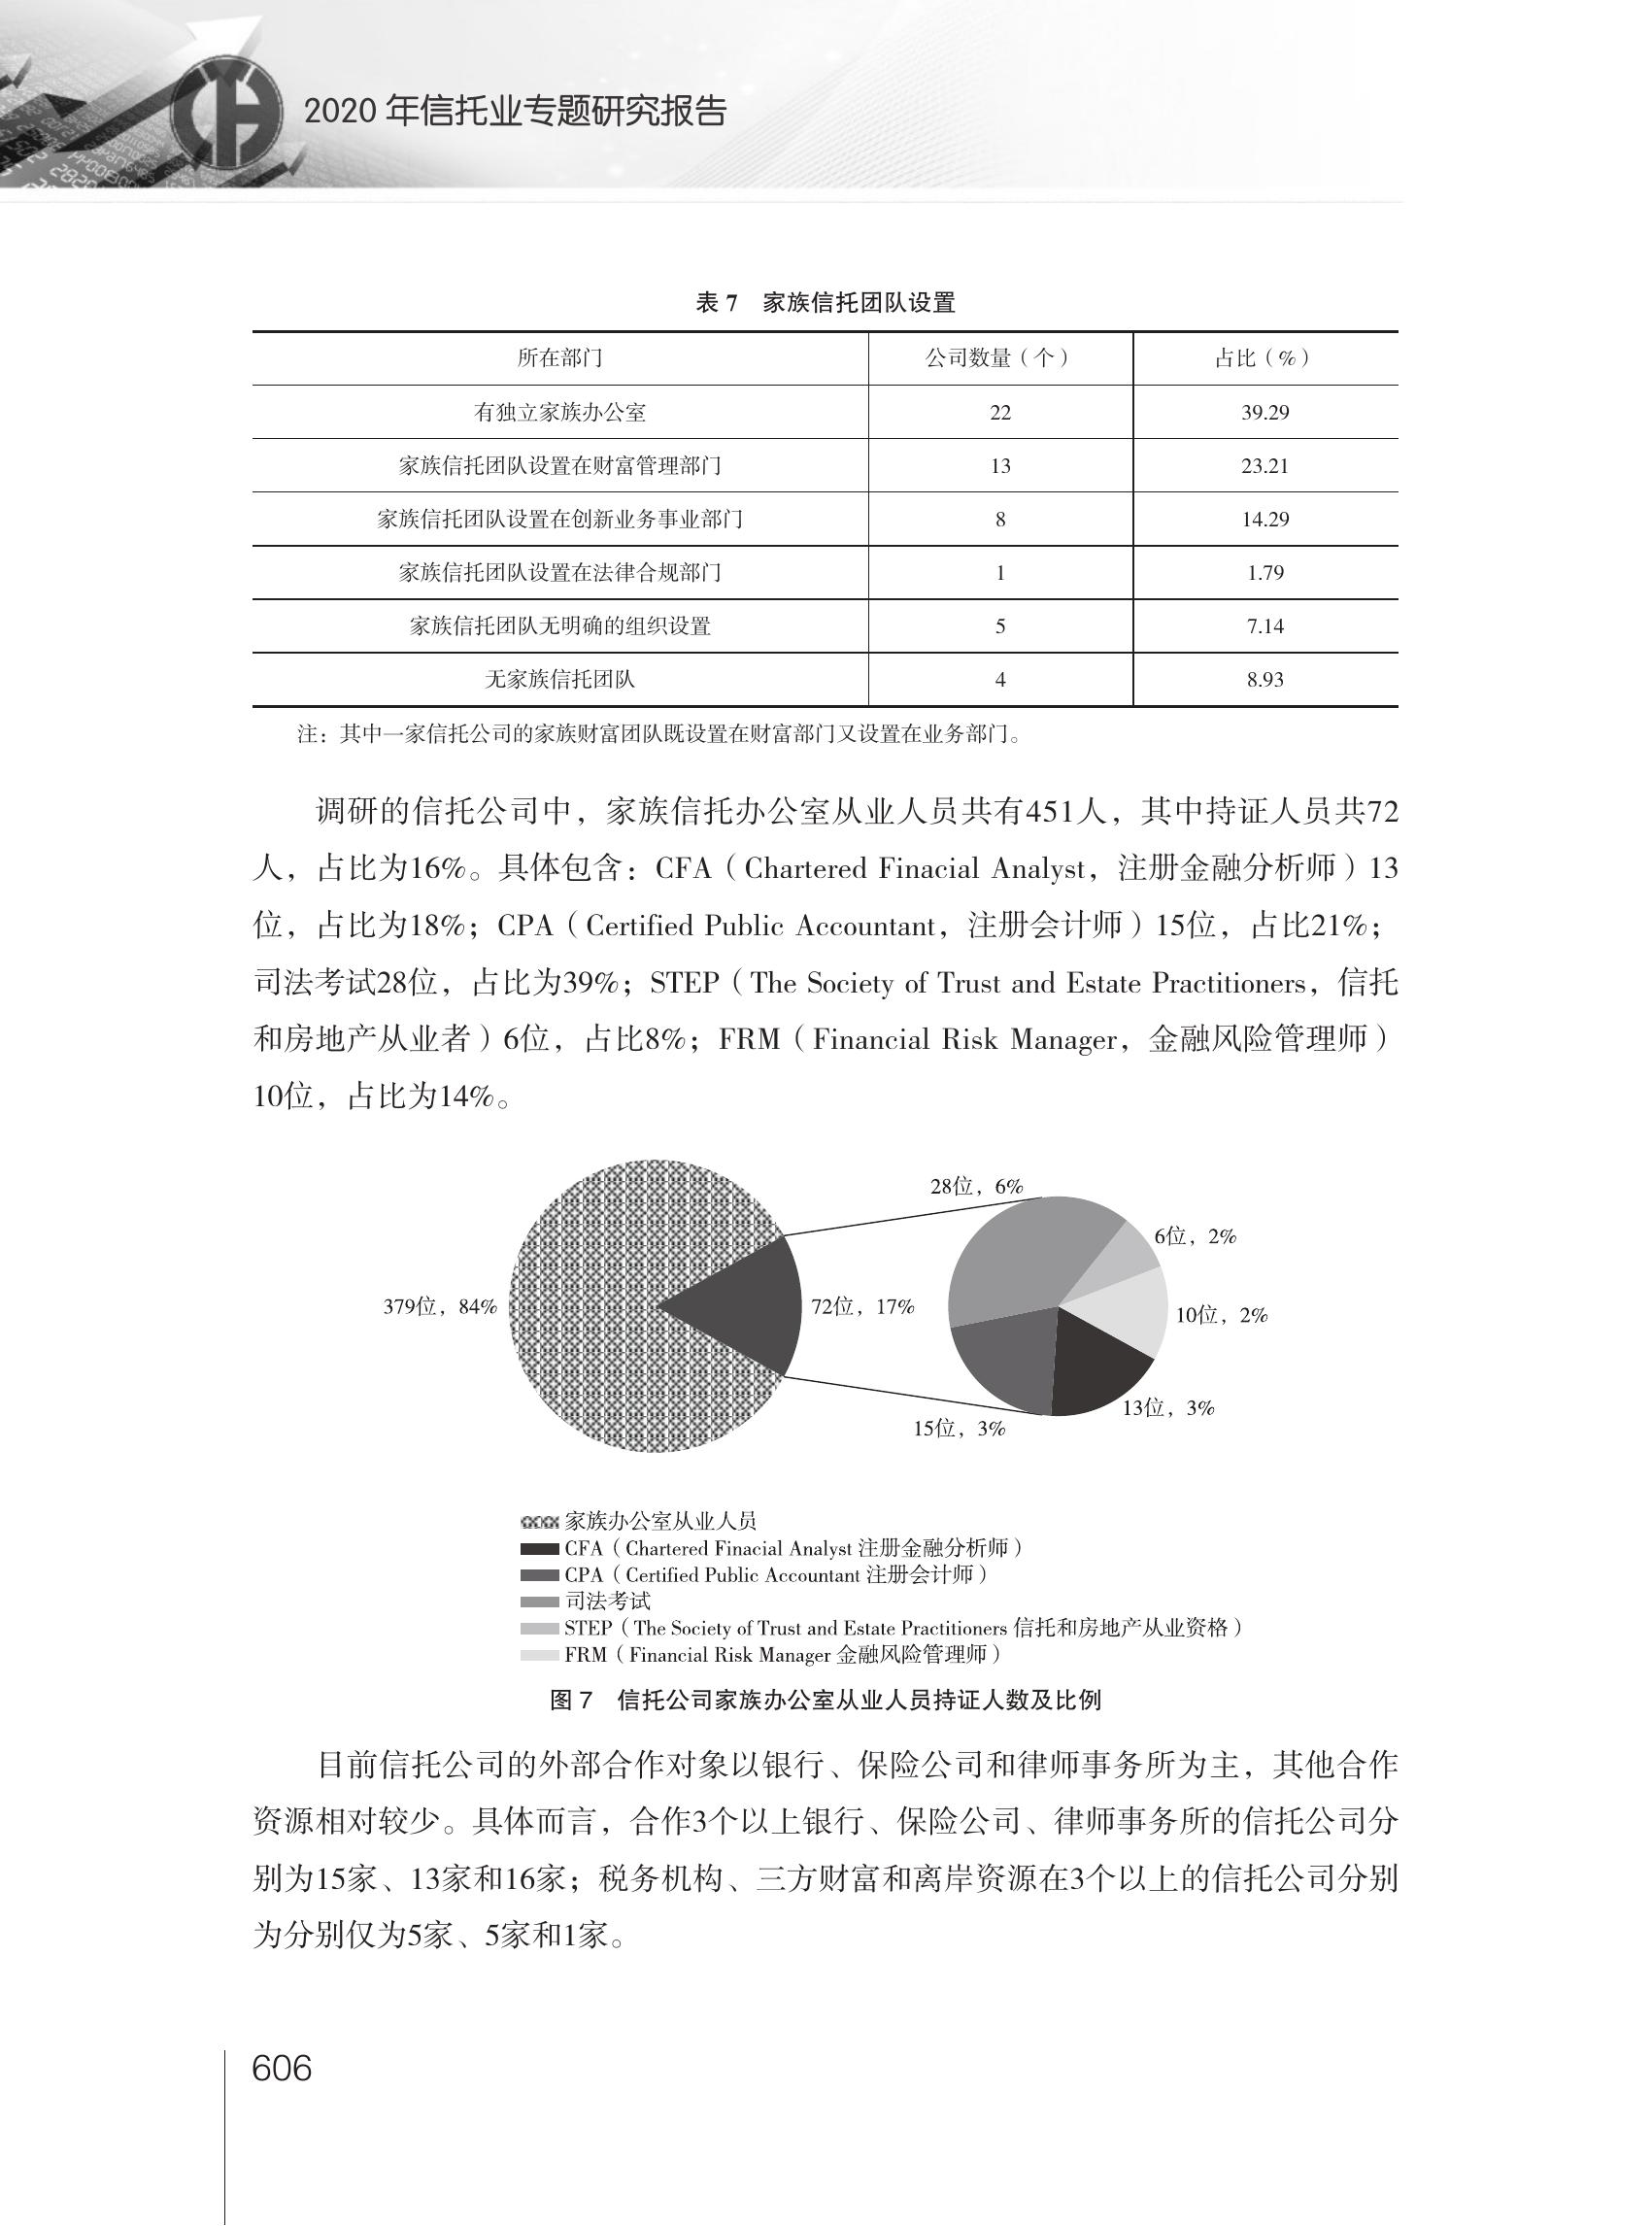 2020 年信托业专题研究报告
表 7 家族信托团队设置
所在部门 公司数量（个） 占比（%）
有独立家族办公室 22 39.29
家族信托团队设置在财富管理部门 13 23.21
家族信托团队设置在创新业务事业部门 8 14.29
家族信托团队设置在法律合规部门 1 1.79
家族信托团队无明确的组织设置 5 7.14
无家族信托团队 4 8.93
注：其中一家信托公司的家族财富团队既设置在财富部门又设置在业务部门。
调研的信托公司中，家族信托办公室从业人员共有451人，其中持证人员共72
人，占比为16%。具体包含：CFA（Chartered Finacial Analyst，注册金融分析师）13
位，占比为18%；CPA（Certified Public Accountant，注册会计师）15位，占比21%；
司法考试28位，占比为39%；STEP（The Society of Trust and Estate Practitioners，信托
和房地产从业者）6位，占比8%；FRM（Financial Risk Manager，金融风险管理师）
10位，占比为14%。
28位，6%
6位，2%
379位，84%
72位，17%
10位，2%
13位，3%
15位，3%
家族办公室从业人员
CFA（Chartered Finacial Analyst 注册金融分析师）
CPA（Certified Public Accountant 注册会计师）
司法考试
STEP（The Society of Trust and Estate Practitioners 信托和房地产从业资格）
FRM（Financial Risk Manager 金融风险管理师）
图 7 信托公司家族办公室从业人员持证人数及比例
目前信托公司的外部合作对象以银行、保险公司和律师事务所为主，其他合作
资源相对较少。具体而言，合作3个以上银行、保险公司、律师事务所的信托公司分
别为15家、13家和16家；税务机构、三方财富和离岸资源在3个以上的信托公司分别
为分别仅为5家、5家和1家。
606